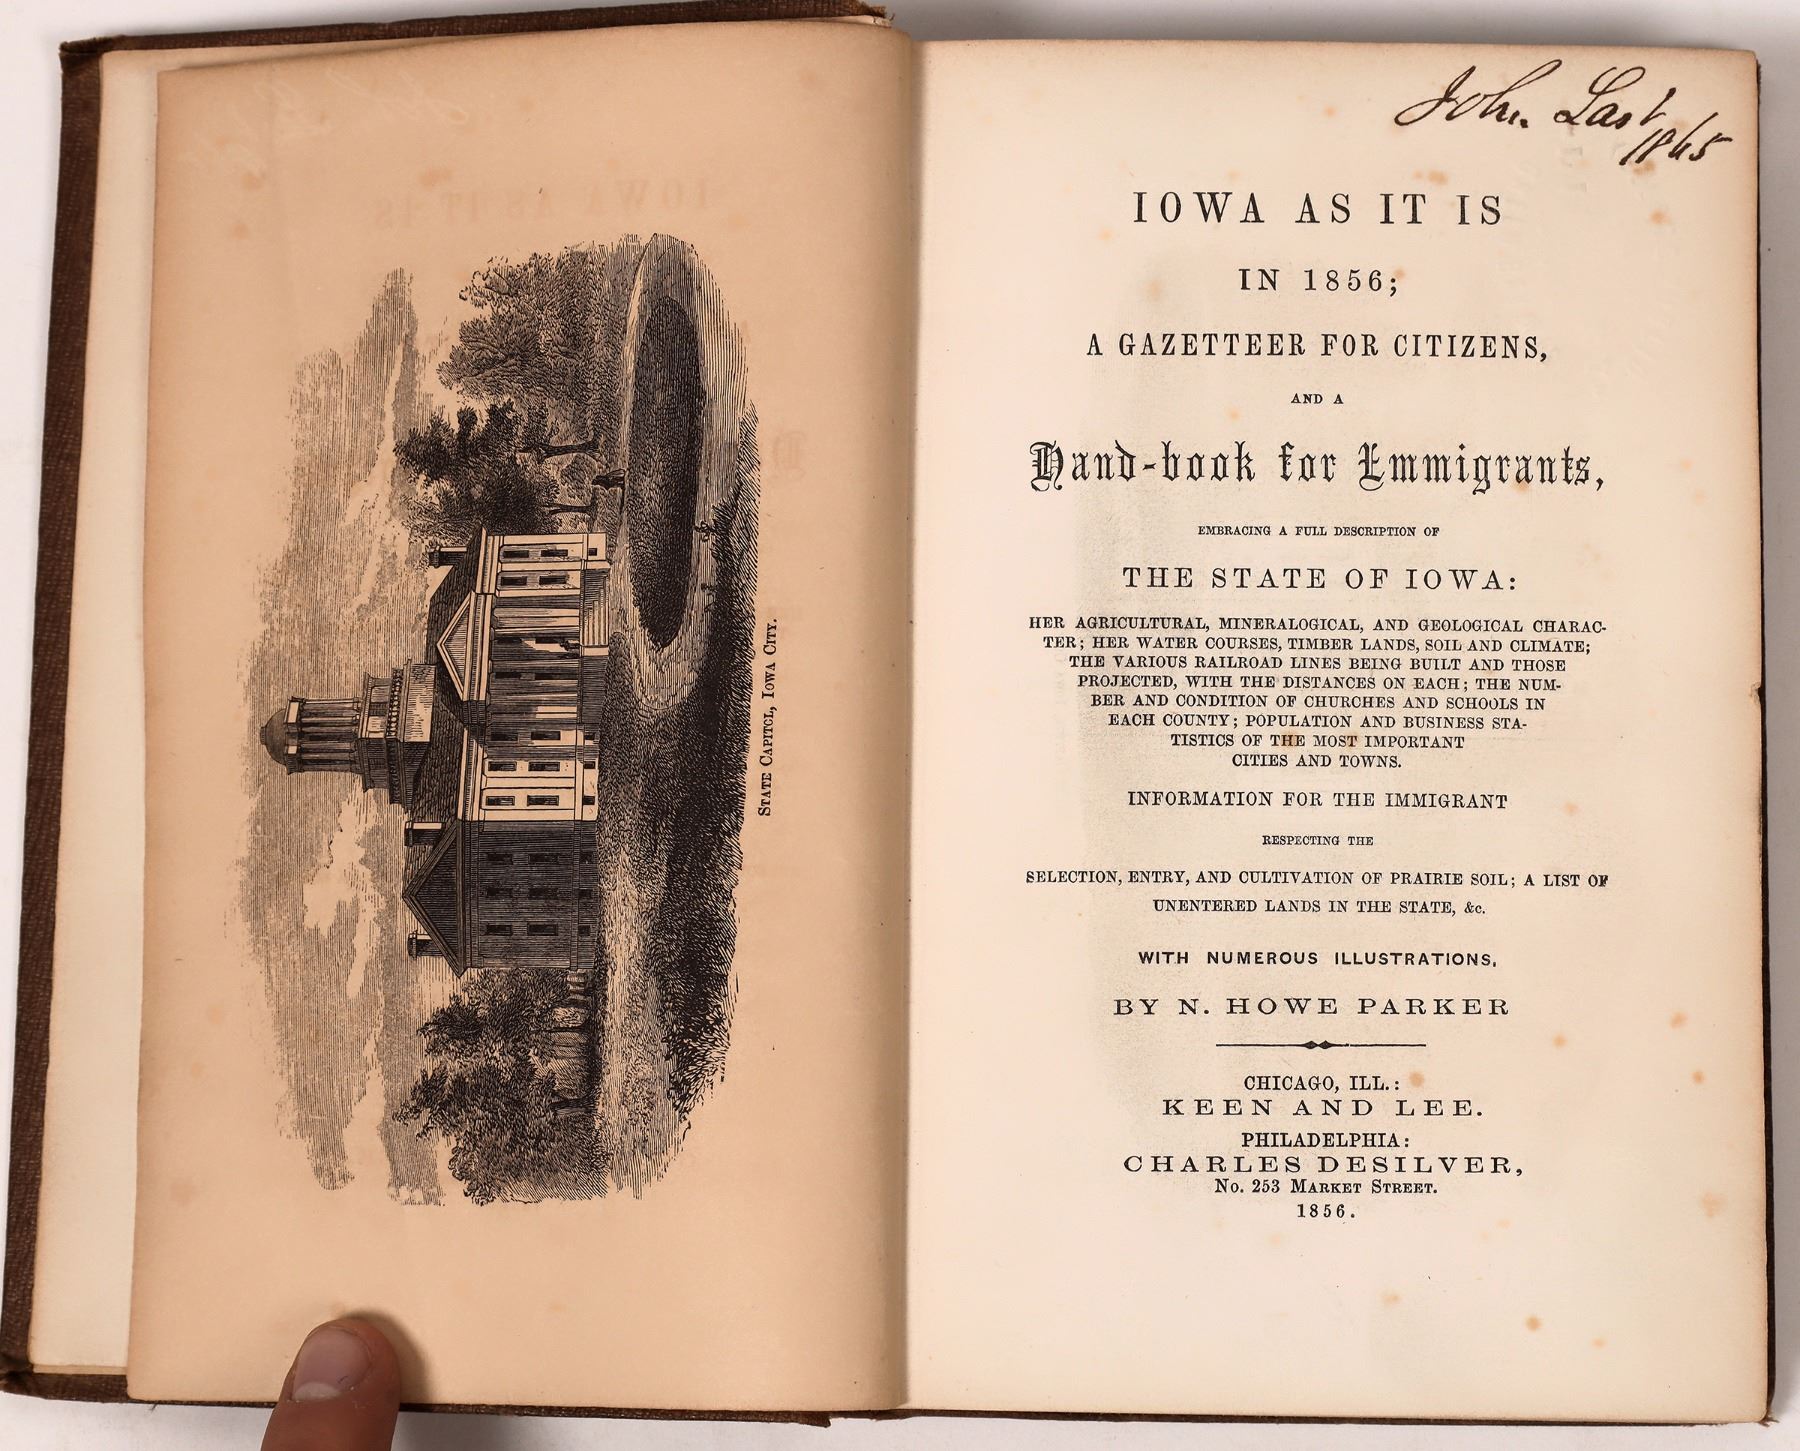 STATE CAPITOL, IOWA CITY.
John Last
1865
IOWA AS IT IS
IN 1856;
A GAZETTEER FOR CITIZENS,
AND A
Hand-book for Emmigrants,
EMBRACING A FULL DESCRIPTION OF
THE STATE OF IOWA:
HER AGRICULTURAL, MINERALOGICAL, AND GEOLOGICAL CHARAC-
TER; HER WATER COURSES, TIMBER LANDS, SOIL AND CLIMATE;
THE VARIOUS RAILROAD LINES BEING BUILT AND THOSE
PROJECTED, WITH THE DISTANCES ON EACH; THE NUM-
BER AND CONDITION OF CHURCHES AND SCHOOLS IN
EACH COUNTY; POPULATION AND BUSINESS STA-
TISTICS OF THE MOST IMPORTANT
CITIES AND TOWNS.
INFORMATION FOR THE IMMIGRANT
RESPECTING THE
SELECTION, ENTRY, AND CULTIVATION OF PRAIRIE SOIL; A LIST OF
UNENTERED LANDS IN THE STATE, &c.
WITH NUMEROUS ILLUSTRATIONS,
BY N. HOWE PARKER
CHICAGO, ILL.:
KEEN AND LEE.
PHILADELPHIA:
CHARLES DESILVER,
No. 253 MARKET STREET.
1856.